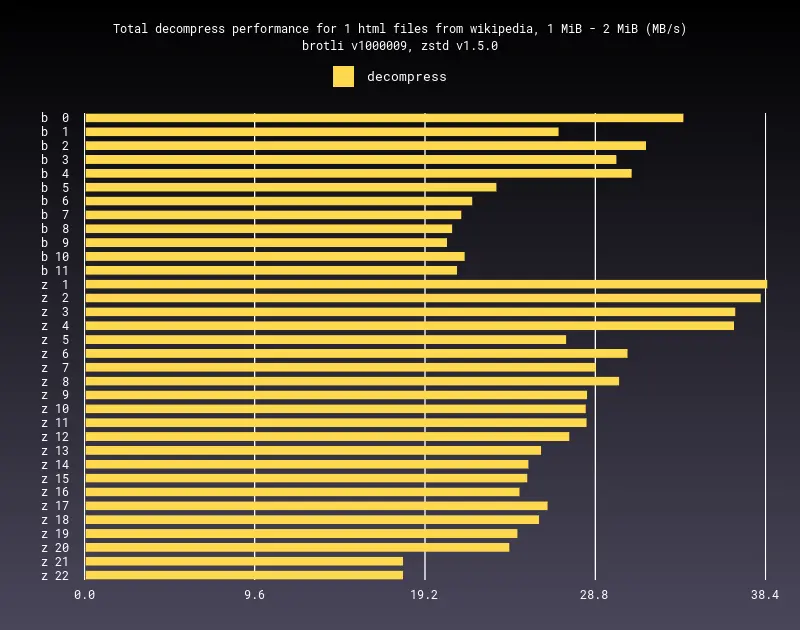 Total decompress performance for 1 html files from wikipedia, 1 MiB - 2 MiB (MB/s)
brotli v1000009, zstd v1.5.0
decompress
b  0
b  1
b  2
b  3
b  4
b  5
b  6
b  7
b  8
b  9
b 10
b 11
z  1
z  2
z  3
z  4
z  5
z  6
z  7
z  8
z  9
z 10
z 11
z 12
z 13
z 14
z 15
z 16
z 17
z 18
z 19
z 20
z 21
z 22
0.0 9.6 19.2 28.8 38.4